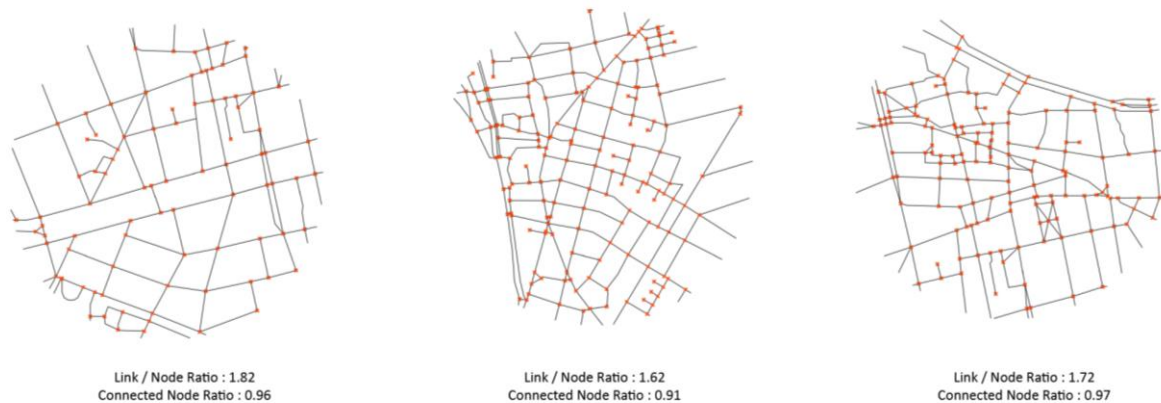 Link / Node Ratio : 1.82
Connected Node Ratio : 0.96
Link / Node Ratio : 1.62
Connected Node Ratio : 0.91
Link / Node Ratio : 1.72
Connected Node Ratio : 0.97